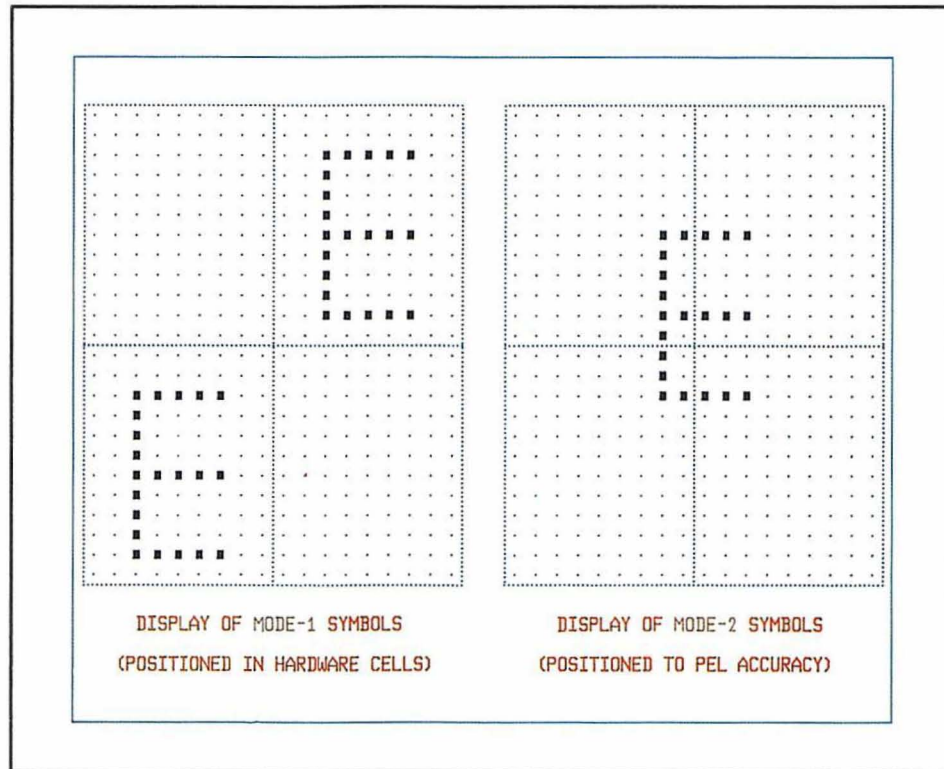 DISPLAY OF MODE-1 SYMBOLS
(POSITIONED IN HARDWARE CELLS)
DISPLAY OF MODE-2 SYMBOLS
(POSITIONED TO PEL ACCURACY)